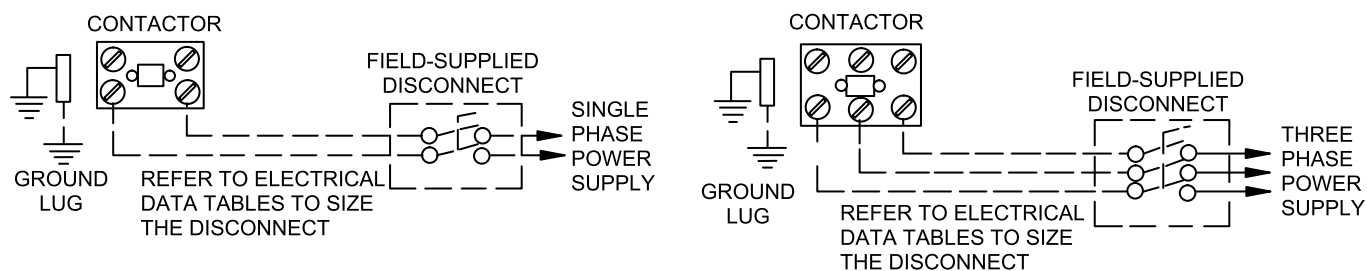 CONTACTOR
FIELD-SUPPLIED
DISCONNECT
SINGLE
PHASE
POWER
SUPPLY
GROUND
LUG
REFER TO ELECTRICAL
DATA TABLES TO SIZE
THE DISCONNECT
CONTACTOR
FIELD-SUPPLIED
DISCONNECT
THREE
PHASE
POWER
SUPPLY
GROUND
LUG
REFER TO ELECTRICAL
DATA TABLES TO SIZE
THE DISCONNECT